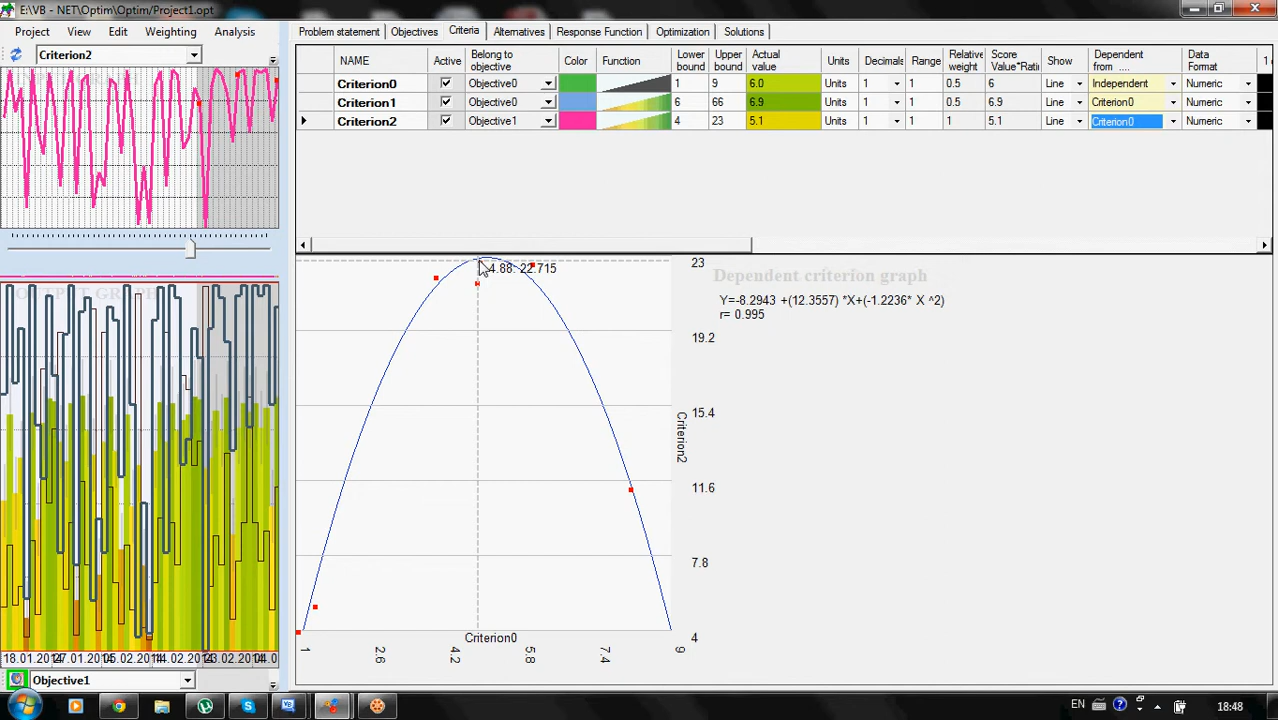 E:\VB - NET\Optim/Optim/Project1.opt
Project View Edit Weighting Analysis
Criterion2
Problem statement Objectives Criteria Alternatives Response Function Optimization Solutions
NAME Active Belong to objective Color Function Lower bound Upper bound Actual value Units Decimals Range Relative weight Score Value*Rati Show Dependent from .... Data Format
Criterion0 Objective0 1 9 6.0 Units 1 1 0.5 6 Line Independent Numeric
Criterion1 Objective0 6 66 6.9 Units 1 1 0.5 6.9 Line Criterion0 Numeric
Criterion2 Objective1 4 23 5.1 Units 1 1 1 5.1 Line Criterion0 Numeric
OUTPUT GRAPH
4.88: 22.715
23
19.2
15.4
11.6
7.8
4
Criterion2
Criterion0
1 2.6 4.2 5.8 7.4 9
Dependent criterion graph
Y=-8.2943 +(12.3557) *X+(-1.2236* X ^2)
r= 0.995
18.01.2014
Objective1
EN
18:48